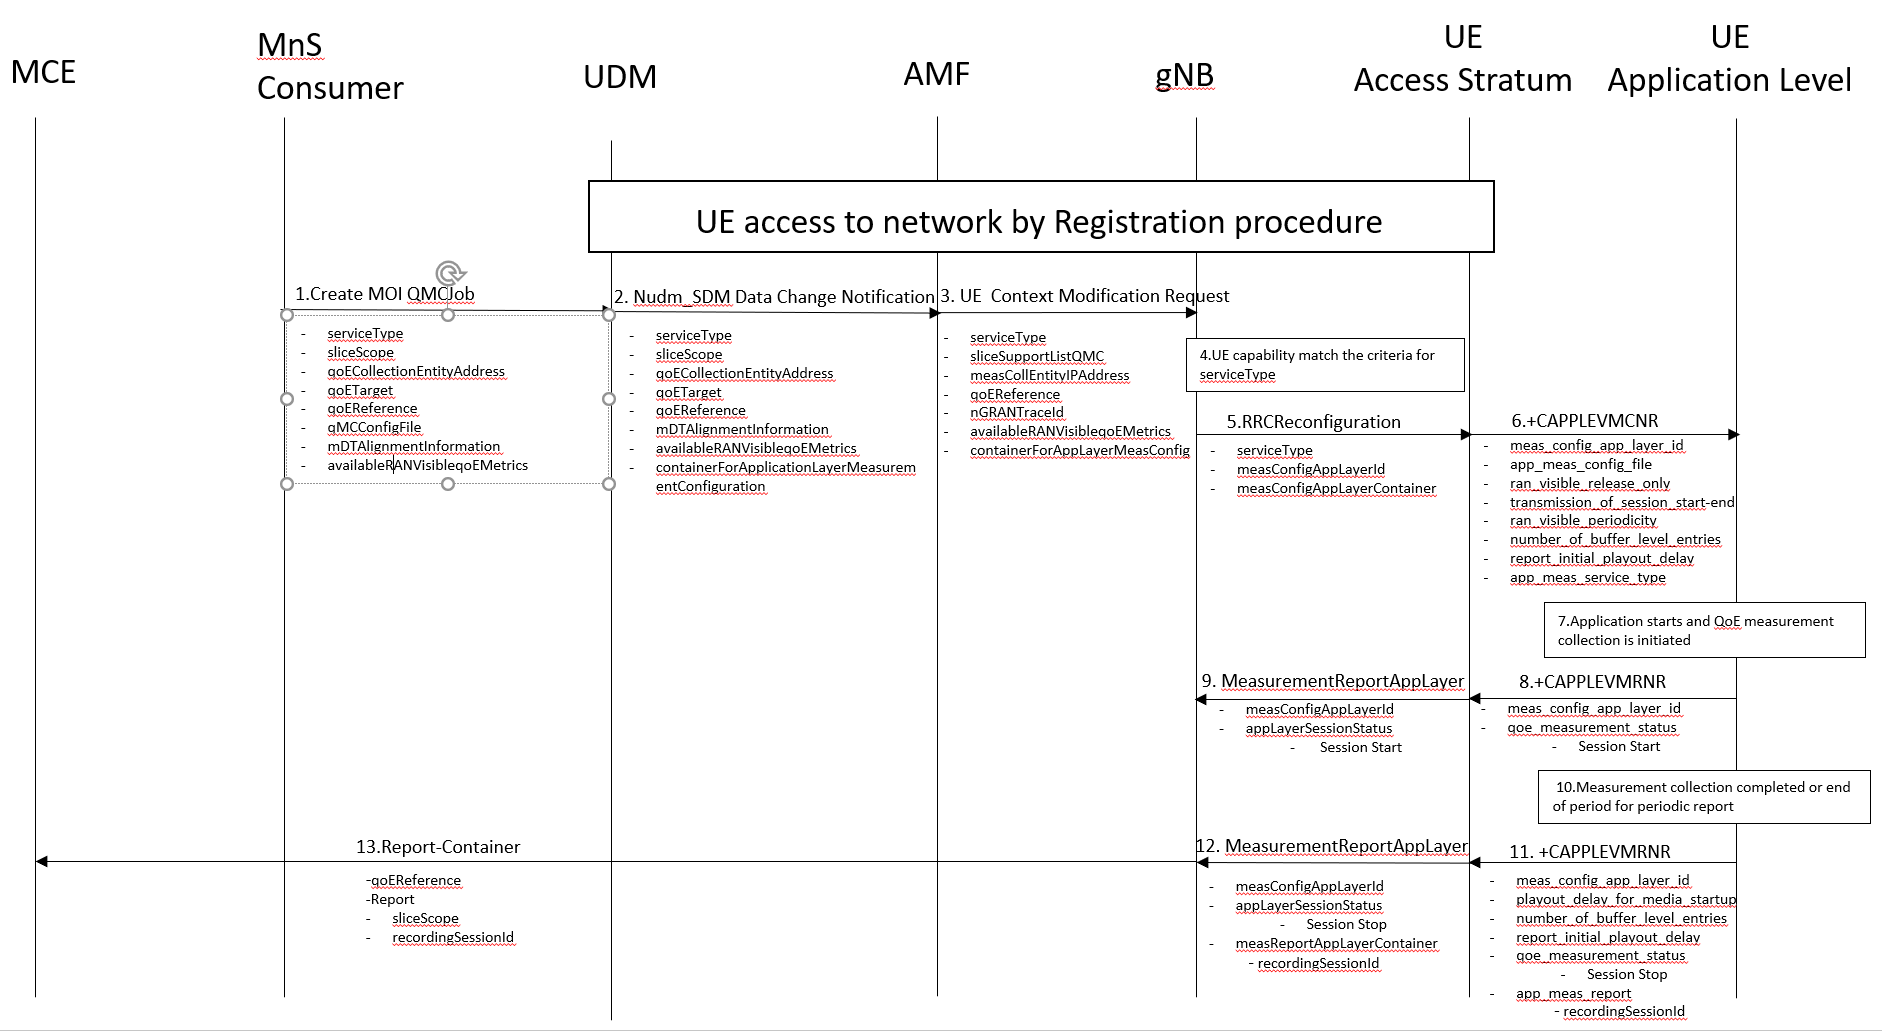 MCE
MnS
Consumer
UDM
AMF
gNB
UE
Access Stratum
UE
Application Level
UE access to network by Registration procedure
1.Create MOI QMCJob
- serviceType
- sliceScope
- qoECollectionEntityAddress
- qoETarget
- qoEReference
- qMCConfigFile
- mDTAlignmentInformation
- availableRANVisibleqoEMetrics
2. Nudm_SDM Data Change Notification
- serviceType
- sliceScope
- qoECollectionEntityAddress
- qoETarget
- qoEReference
- mDTAlignmentInformation
- availableRANVisibleqoEMetrics
- containerForApplicationLayerMeasurem
entConfiguration
3. UE Context Modification Request
- serviceType
- sliceSupportListQMC
- measCollEntityIPAddress
- qoEReference
- nGRANTraceId
- availableRANVisibleqoEMetrics
- containerForAppLayerMeasConfig
4.UE capability match the criteria for
serviceType
5.RRCReconfiguration
- serviceType
- measConfigAppLayerId
- measConfigAppLayerContainer
6.+CAPPLEVMCNR
- meas_config_app_layer_id
- app_meas_config_file
- ran_visible_release_only
- transmission_of_session_start-end
- ran_visible_periodicity
- number_of_buffer_level_entries
- report_initial_playout_delay
- app_meas_service_type
7.Application starts and QoE measurement
collection is initiated
8.+CAPPLEVMRNR
- meas_config_app_layer_id
- qoe_measurement_status
- Session Start
9. MeasurementReportAppLayer
- measConfigAppLayerId
- appLayerSessionStatus
- Session Start
10.Measurement collection completed or end
of period for periodic report
11. +CAPPLEVMRNR
- meas_config_app_layer_id
- playout_delay_for_media_startup
- number_of_buffer_level_entries
- report_initial_playout_delay
- qoe_measurement_status
- Session Stop
- app_meas_report
- recordingSessionId
12. MeasurementReportAppLayer
- measConfigAppLayerId
- appLayerSessionStatus
- Session Stop
- measReportAppLayerContainer
- recordingSessionId
13.Report-Container
-qoEReference
-Report
- sliceScope
- recordingSessionId